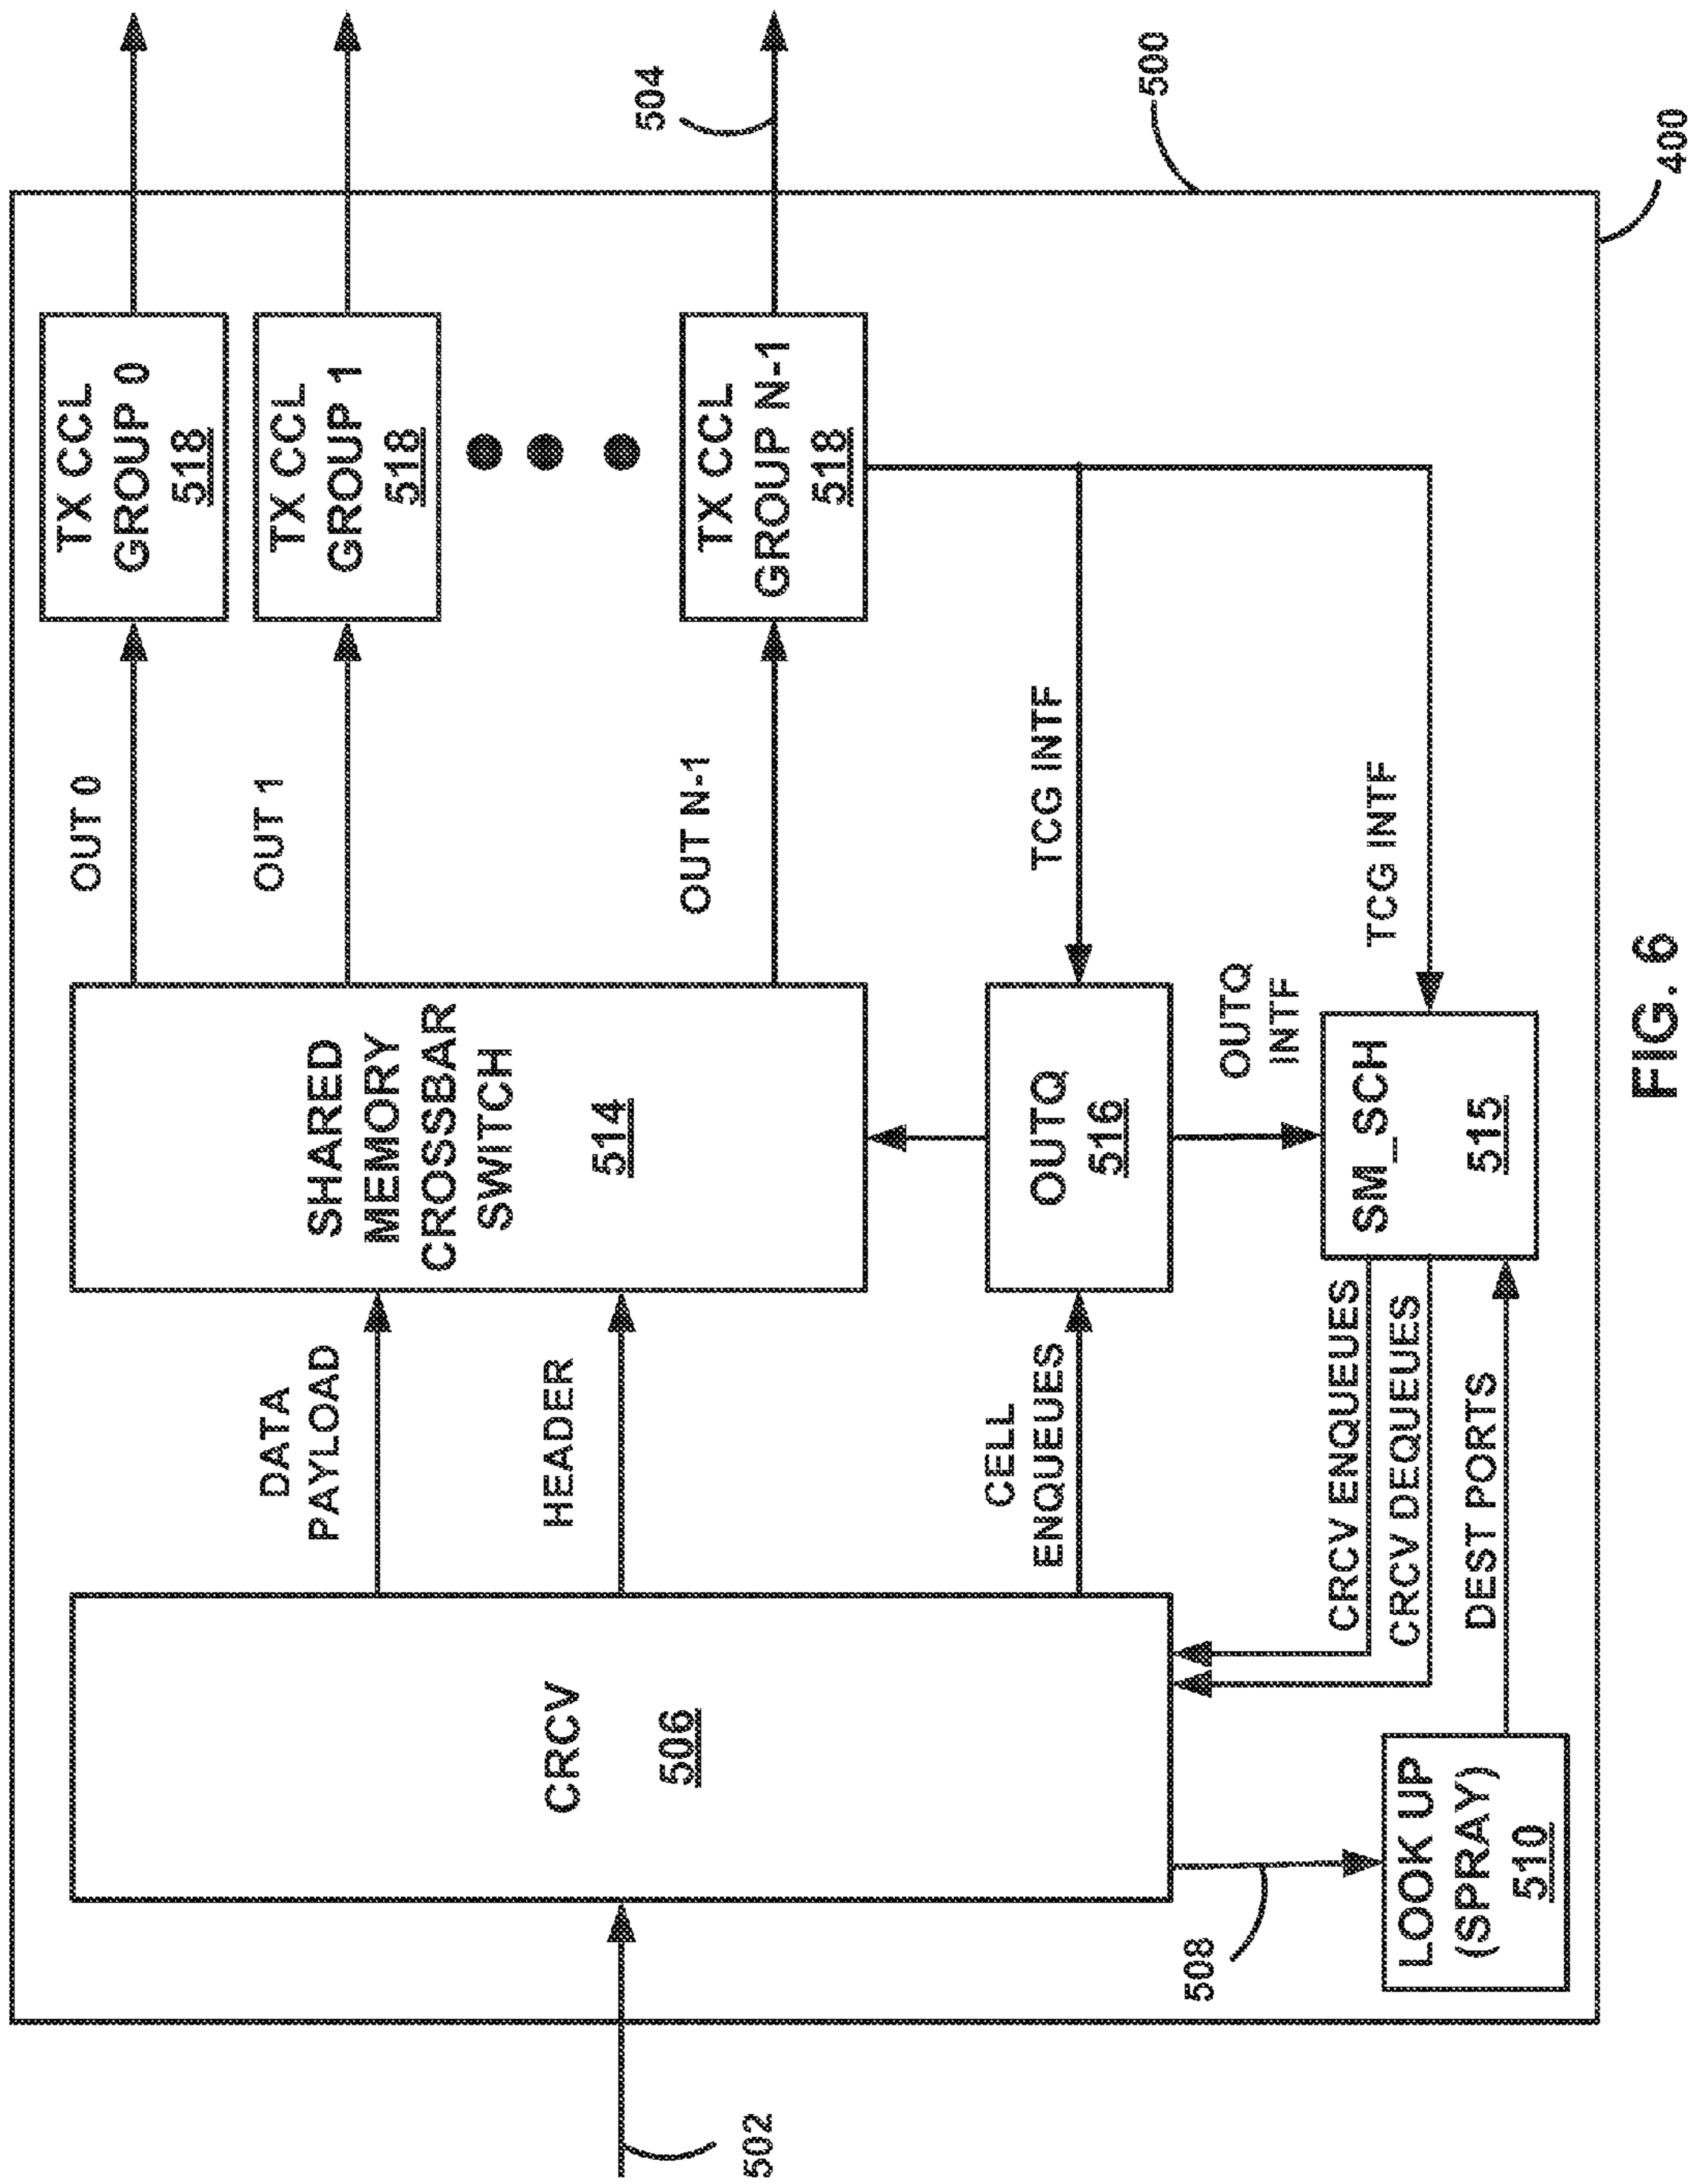 502
CRCV
506
508
LOOK UP
(SPRAY)
510
DATA
PAYLOAD
HEADER
CELL
ENQUEUES
CRCV ENQUEUES
CRCV DEQUEUES
DEST PORTS
SHARED
MEMORY
CROSSBAR
SWITCH
514
OUTQ
516
OUTQ
INTF
SM_SCH
515
OUT 0
OUT 1
OUT N-1
TCG INTF
TCG INTF
TX CCL
GROUP 0
518
TX CCL
GROUP 1
518
TX CCL
GROUP N-1
518
504
500
400
FIG. 6